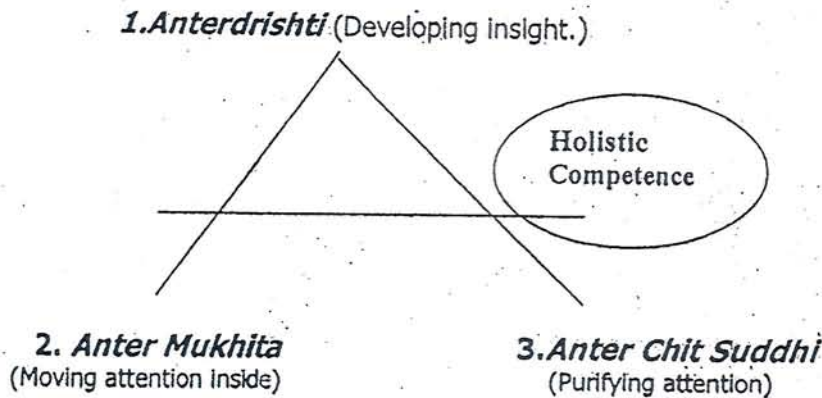 1.Anterdrishti (Developing insight.)
Holistic
Competence
2. Anter Mukhita
(Moving attention inside)
3.Anter Chit Suddhi
(Purifying attention)